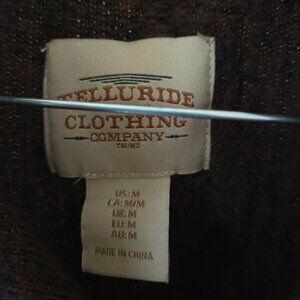 TELLURIDE
CLOTHING
COMPANY
TM/MC
US: M
CA: M/M
UK: M
EU: M
AU: M
MADE IN CHINA